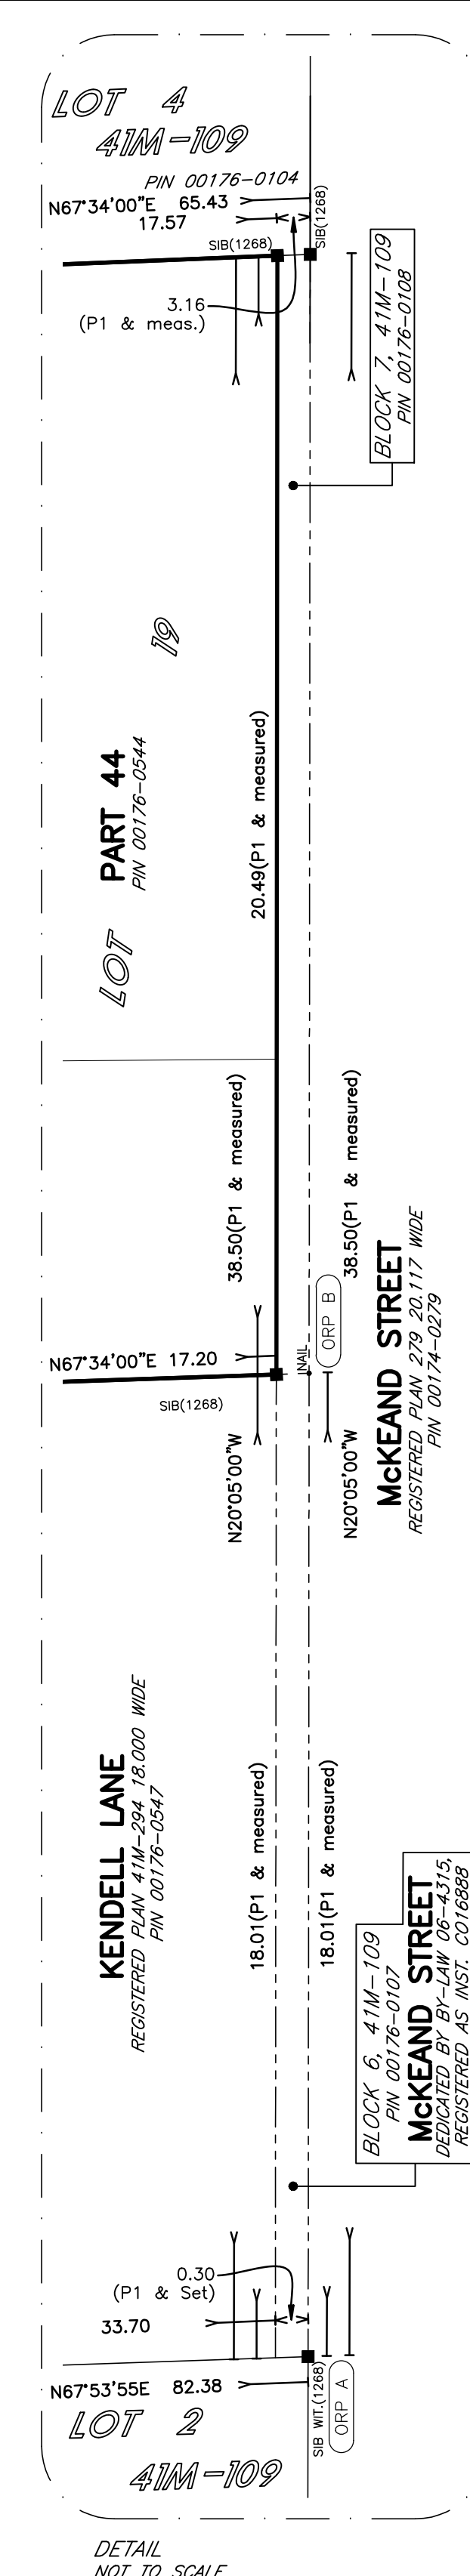 LOT 4
41M-109
PIN 00176-0104
N67°34'00"E 65.43
17.57
SIB(1268)
SIB(1268)
3.16
(P1 & meas.)
BLOCK 7, 41M-109
PIN 00176-0108
LOT 19
PART 44
PIN 00176-0544
20.49(P1 & measured)
38.50(P1 & measured)
38.50(P1 & measured)
N67°34'00"E 17.20
SIB(1268)
NAIL
ORP B
N20°05'00"W
N20°05'00"W
McKEAND STREET
REGISTERED PLAN 279 20.117 WIDE
PIN 00174-0279
KENDELL LANE
REGISTERED PLAN 41M-294 18.000 WIDE
PIN 00176-0547
18.01(P1 & measured)
18.01(P1 & measured)
BLOCK 6, 41M-109
PIN 00176-0107
McKEAND STREET
DEDICATED BY BY-LAW 06-4315,
REGISTERED AS INST. CO16888
0.30
(P1 & Set)
33.70
N67°53'55E 82.38
SIB WIT.(1268)
ORP A
LOT 2
41M-109
DETAIL
NOT TO SCALE